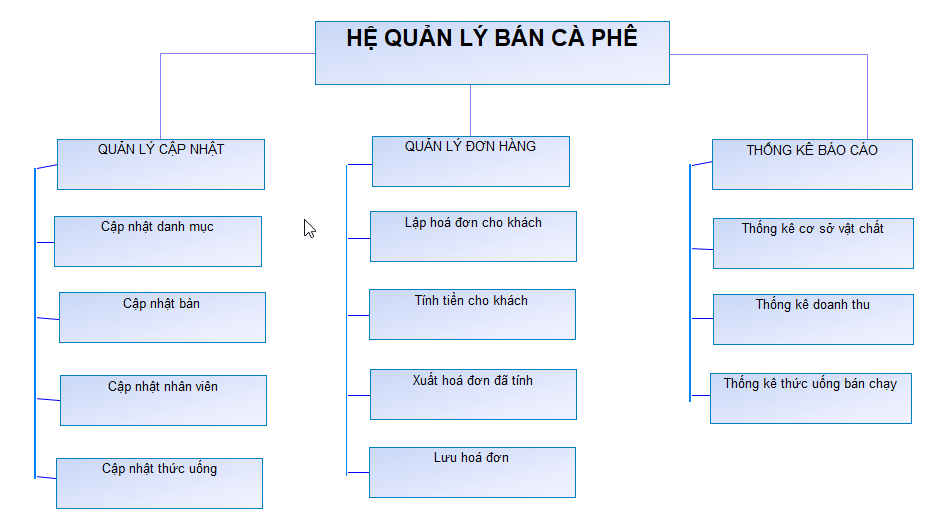 HỆ QUẢN LÝ BÁN CÀ PHÊ
QUẢN LÝ CẬP NHẬT
Cập nhật danh mục
Cập nhật bàn
Cập nhật nhân viên
Cập nhật thức uống
QUẢN LÝ ĐƠN HÀNG
Lập hoá đơn cho khách
Tính tiền cho khách
Xuất hoá đơn đã tính
Lưu hoá đơn
THỐNG KÊ BÁO CÁO
Thống kê cơ sở vật chất
Thống kê doanh thu
Thống kê thức uống bán chạy